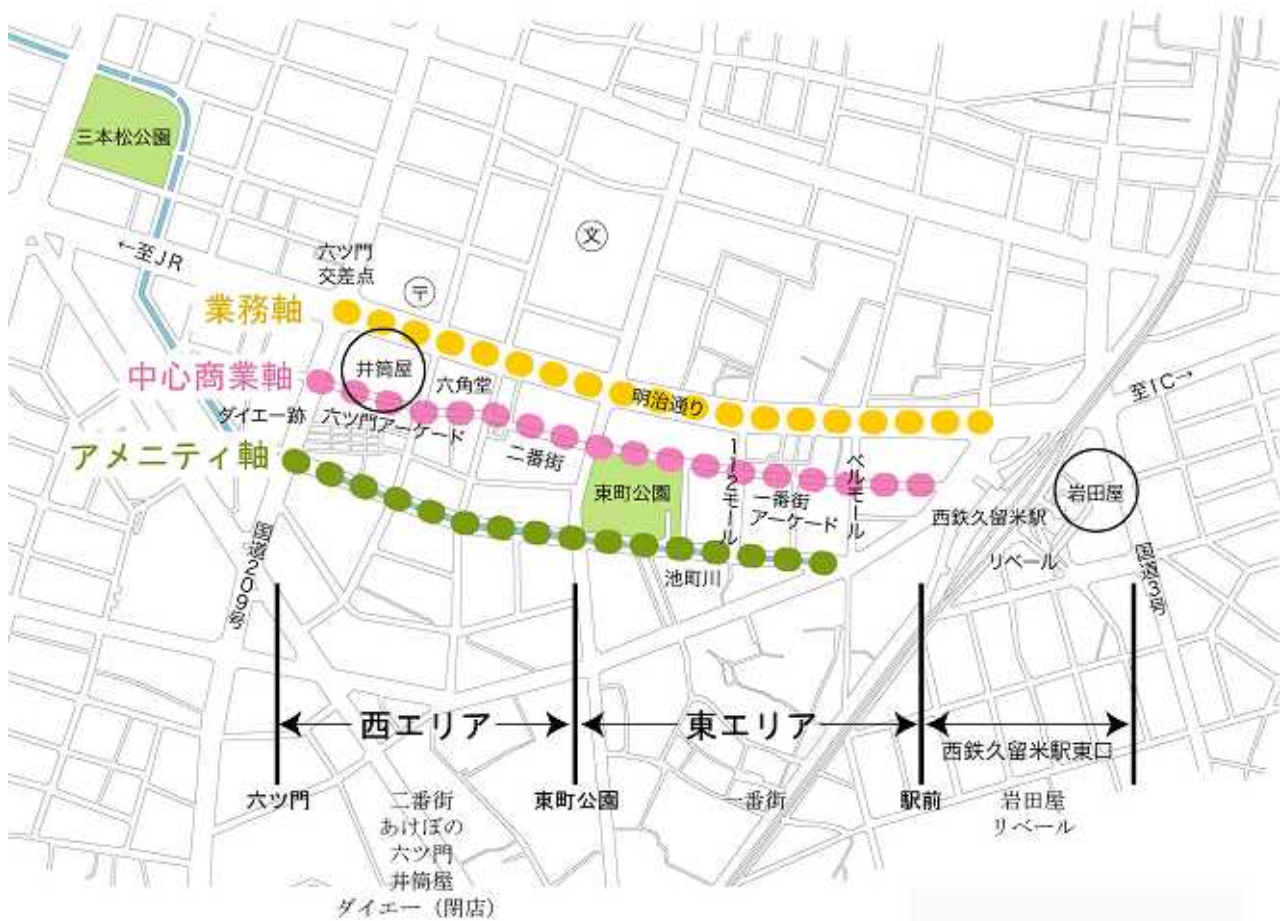 三本松公園
文
←至JR
六ツ門
交差点
〒
業務軸
井筒屋
中心商業軸
六角堂
明治通り
至IC→
ダイエー跡
六ツ門アーケード
アメニティ軸
二番街
東町公園
112モール
一番街
アーケード
ベルモール
西鉄久留米駅
岩田屋
リベール
池町川
国道209号
国道3号
西エリア
東エリア
西鉄久留米駅東口
六ツ門
二番街
あけぼの
六ツ門
井筒屋
ダイエー（閉店）
東町公園
一番街
駅前
岩田屋
リベール